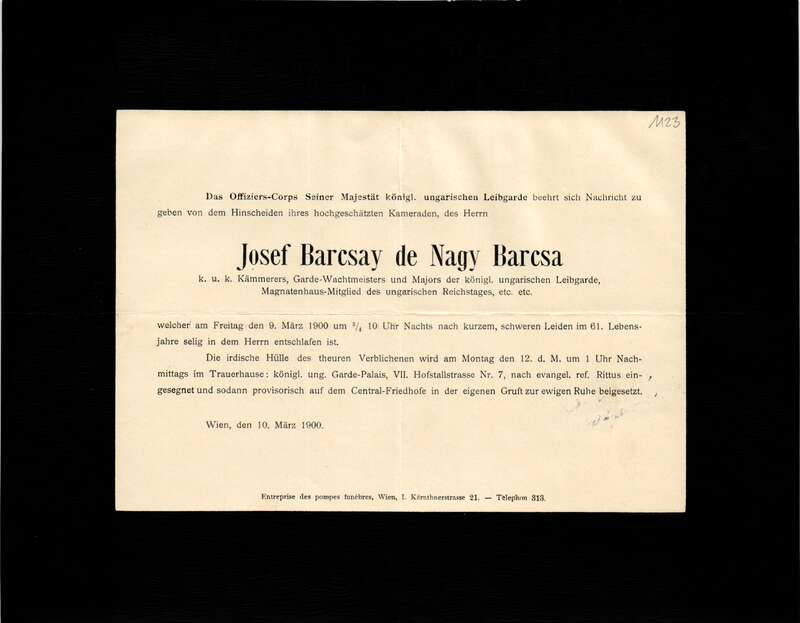 1123
Das Offiziers-Corps Seiner Majestät königl. ungarischen Leibgarde beehrt sich Nachricht zu
geben von dem Hinscheiden ihres hochgeschätzten Kameraden, des Herrn
Josef Barcsay de Nagy Barcsa
k. u. k. Kämmerers, Garde-Wachtmeisters und Majors der königl. ungarischen Leibgarde,
Magnatenhaus-Mitglied des ungarischen Reichstages, etc. etc.
welcher am Freitag den 9. März 1900 um ¾ 10 Uhr Nachts nach kurzem, schweren Leiden im 61. Lebens-
jahre selig in dem Herrn entschlafen ist.
Die irdische Hülle des theuren Verblichenen wird am Montag den 12. d. M. um 1 Uhr Nach-
mittags im Trauerhause: königl. ung. Garde-Palais, VII. Hofstallstrasse Nr. 7, nach evangel. ref. Rittus ein-
gesegnet und sodann provisorisch auf dem Central-Friedhofe in der eigenen Gruft zur ewigen Ruhe beigesetzt.
Wien, den 10. März 1900.
Entreprise des pompes funèbres, Wien, I. Kärnthnerstrasse 21. — Telephon 313.